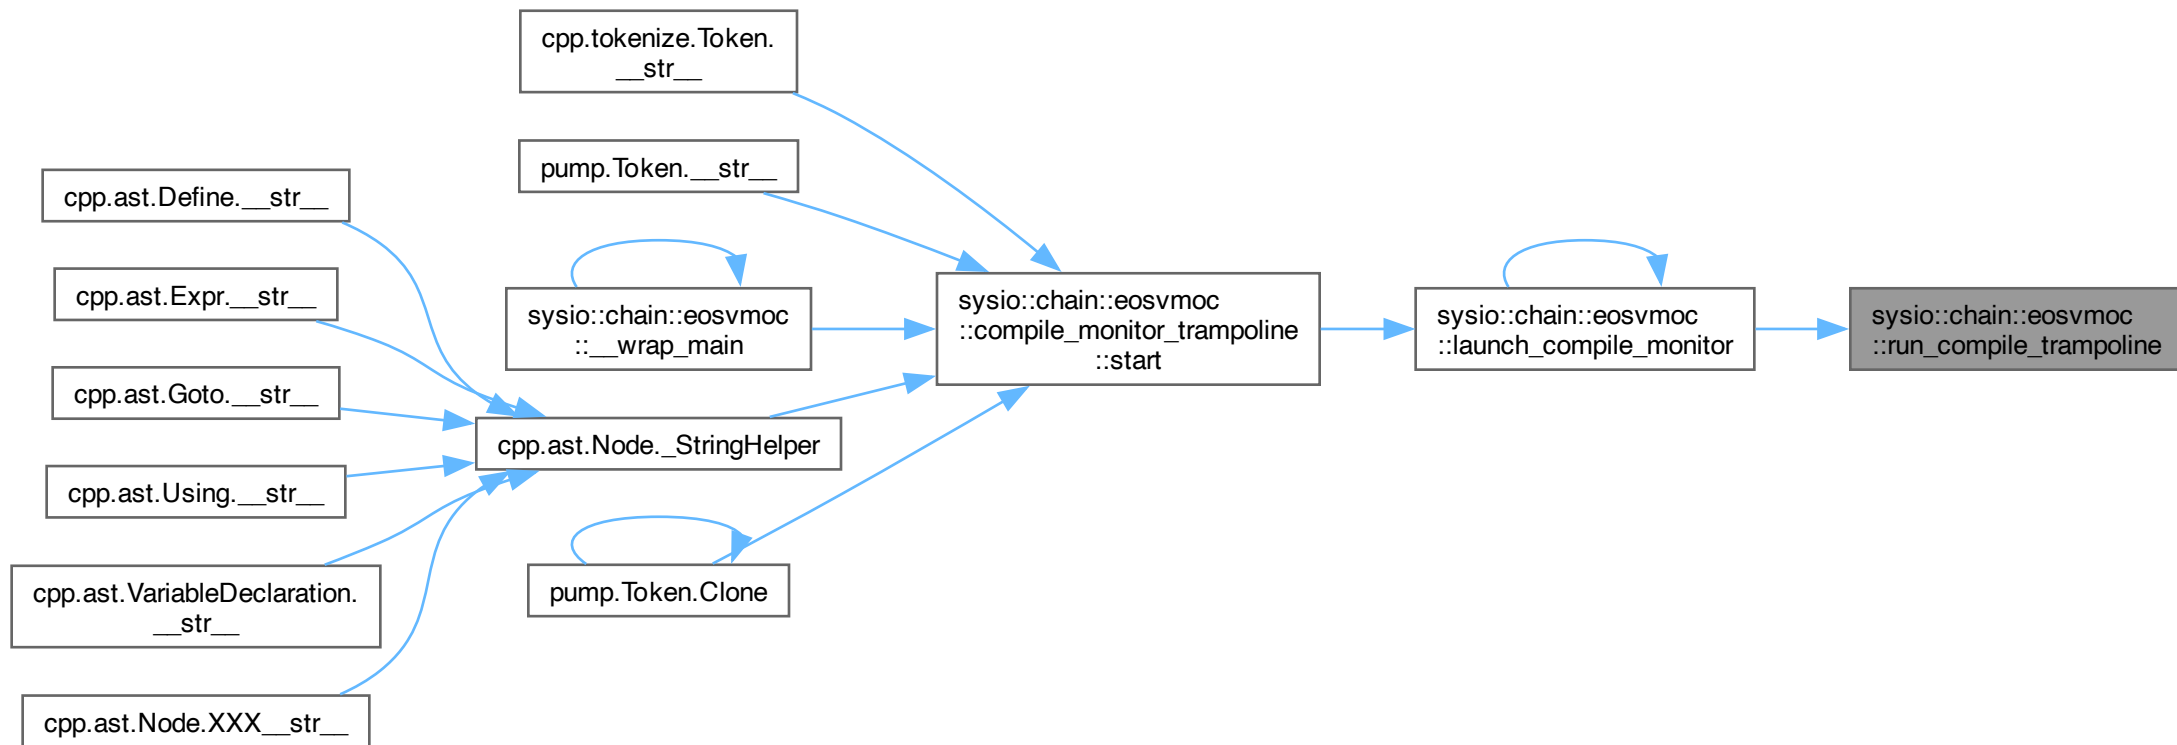 cpp.tokenize.Token.
__str__
pump.Token.__str__
cpp.ast.Define.__str__
cpp.ast.Expr.__str__
sysio::chain::eosvmoc
::__wrap_main
sysio::chain::eosvmoc
::compile_monitor_trampoline
::start
sysio::chain::eosvmoc
::launch_compile_monitor
sysio::chain::eosvmoc
::run_compile_trampoline
cpp.ast.Goto.__str__
cpp.ast.Node._StringHelper
cpp.ast.Using.__str__
cpp.ast.VariableDeclaration.
__str__
pump.Token.Clone
cpp.ast.Node.XXX__str__